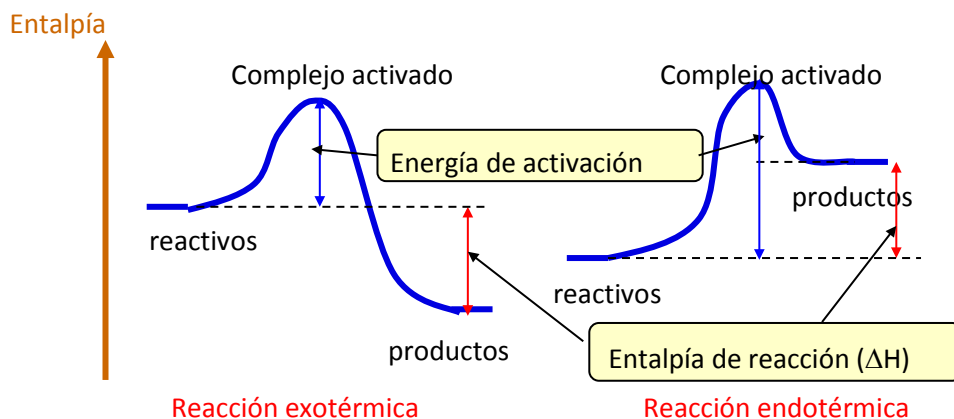 Entalpía
Complejo activado
Complejo activado
Energía de activación
productos
reactivos
reactivos
productos
Entalpía de reacción (ΔH)
Reacción exotérmica
Reacción endotérmica